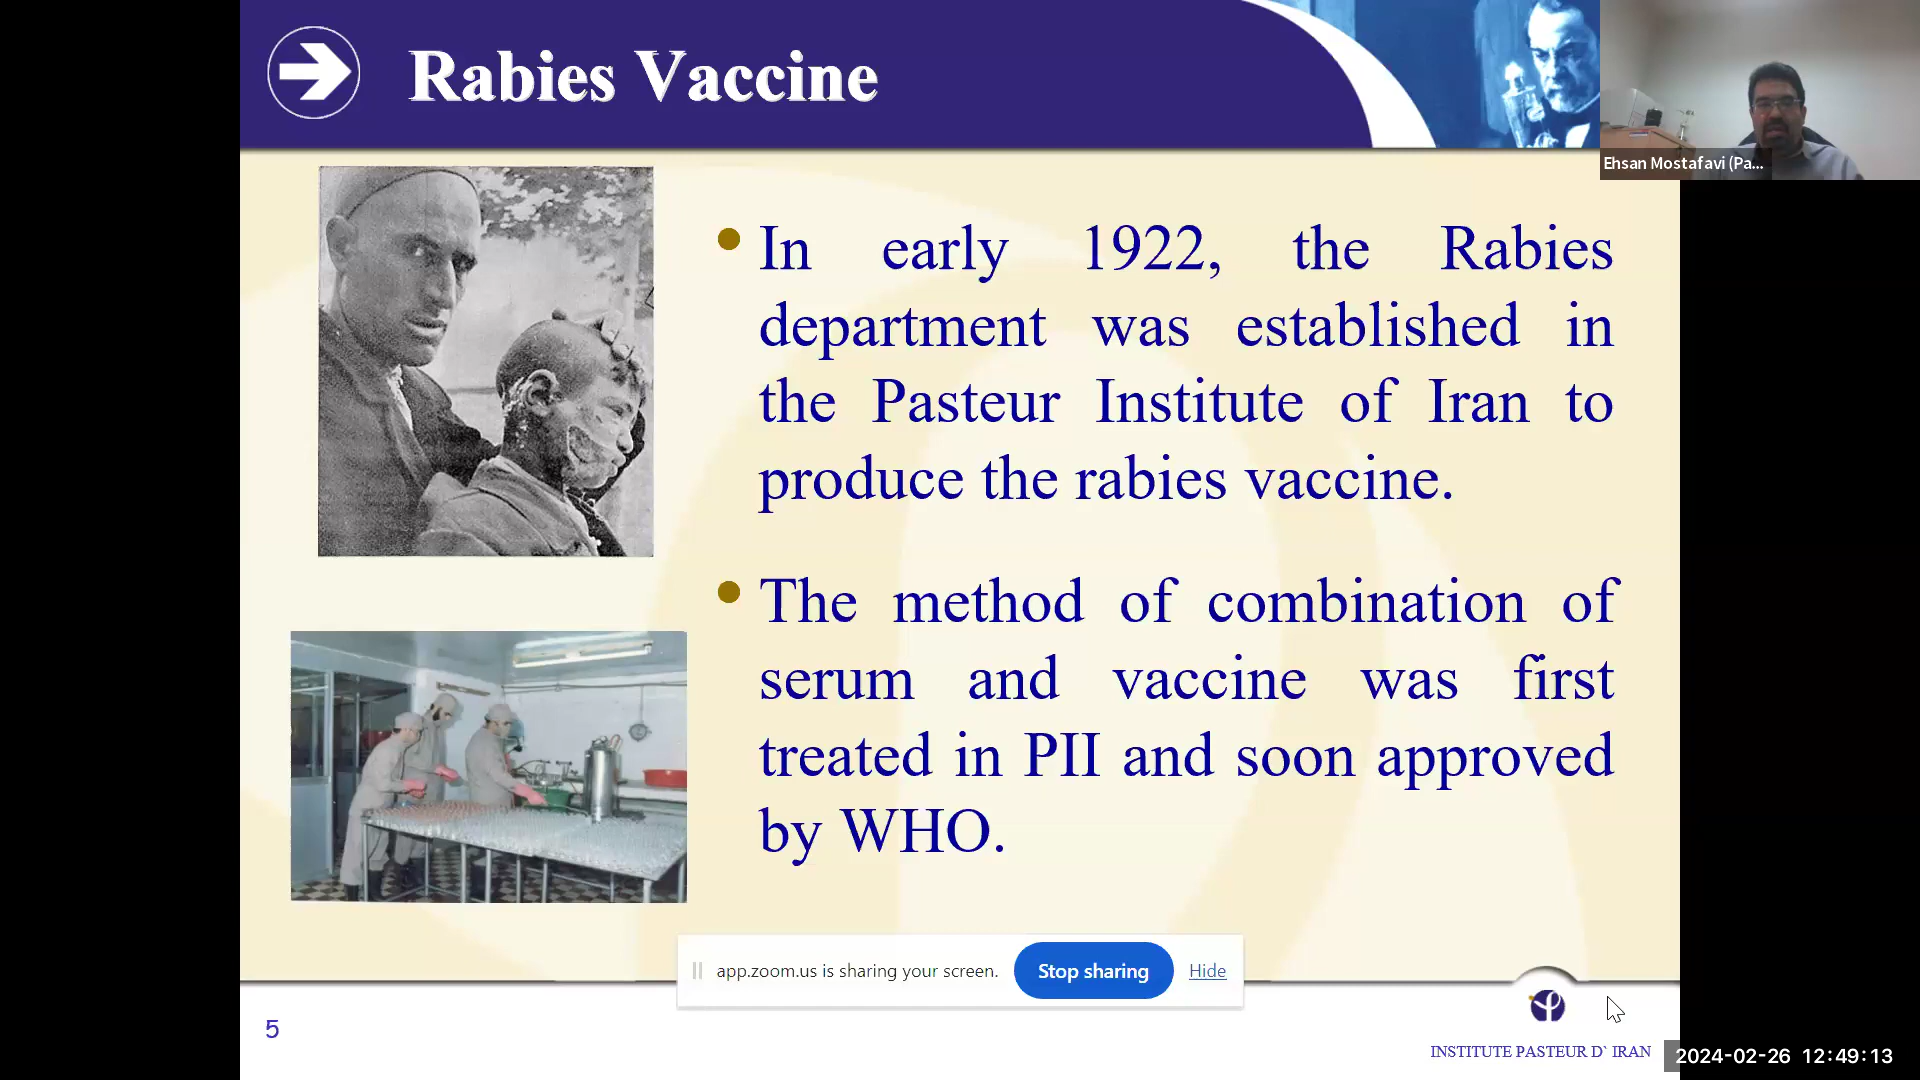 Rabies Vaccine
Ehsan Mostafavi (Pa...
• In early 1922, the Rabies
department was established in
the Pasteur Institute of Iran to
produce the rabies vaccine.
• The method of combination of
serum and vaccine was first
treated in PII and soon approved
by WHO.
app.zoom.us is sharing your screen. Stop sharing Hide
5
INSTITUTE PASTEUR D` IRAN
2024-02-26 12:49:13